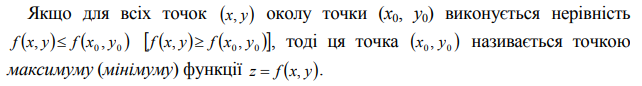 Якщо для всіх точок (x, y) околу точки (x₀, y₀) виконується нерівність
f(x, y) ≤ f(x₀, y₀) [f(x, y) ≥ f(x₀, y₀)], тоді ця точка (x₀, y₀) називається точкою
максимуму (мінімуму) функції z = f(x, y).